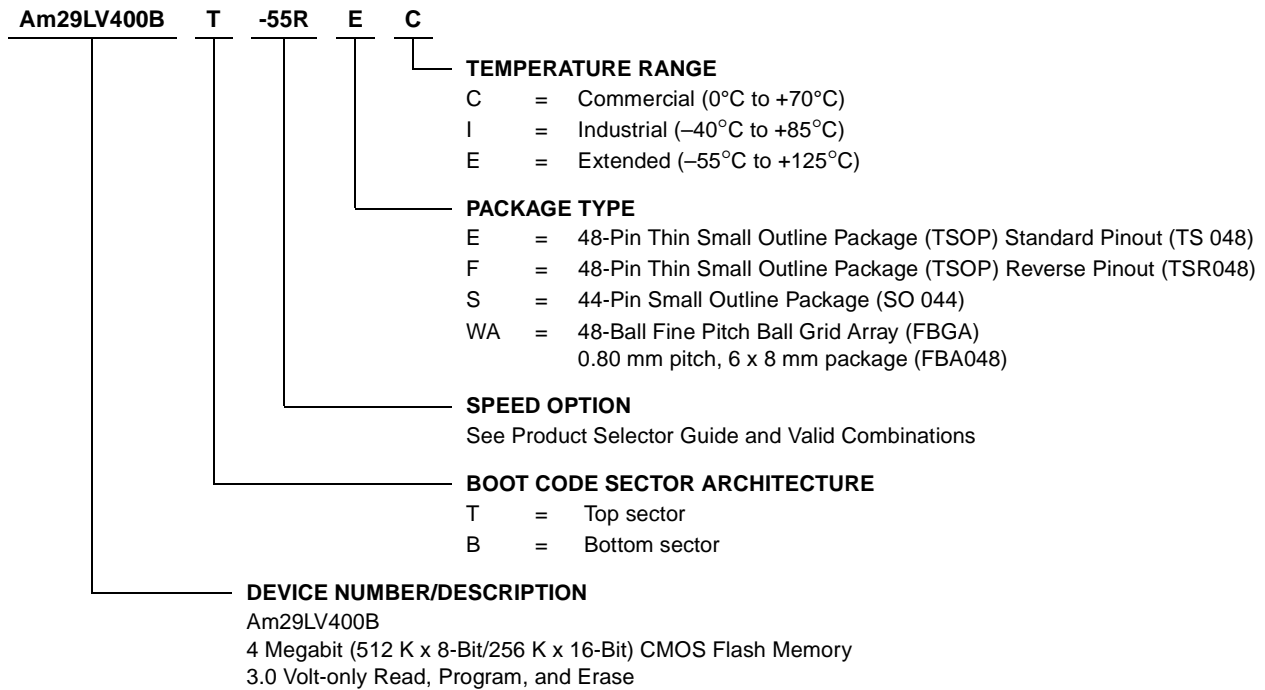 Am29LV400B T -55R E C
TEMPERATURE RANGE
C = Commercial (0°C to +70°C)
I = Industrial (–40°C to +85°C)
E = Extended (–55°C to +125°C)
PACKAGE TYPE
E = 48-Pin Thin Small Outline Package (TSOP) Standard Pinout (TS 048)
F = 48-Pin Thin Small Outline Package (TSOP) Reverse Pinout (TSR048)
S = 44-Pin Small Outline Package (SO 044)
WA = 48-Ball Fine Pitch Ball Grid Array (FBGA)
0.80 mm pitch, 6 x 8 mm package (FBA048)
SPEED OPTION
See Product Selector Guide and Valid Combinations
BOOT CODE SECTOR ARCHITECTURE
T = Top sector
B = Bottom sector
DEVICE NUMBER/DESCRIPTION
Am29LV400B
4 Megabit (512 K x 8-Bit/256 K x 16-Bit) CMOS Flash Memory
3.0 Volt-only Read, Program, and Erase